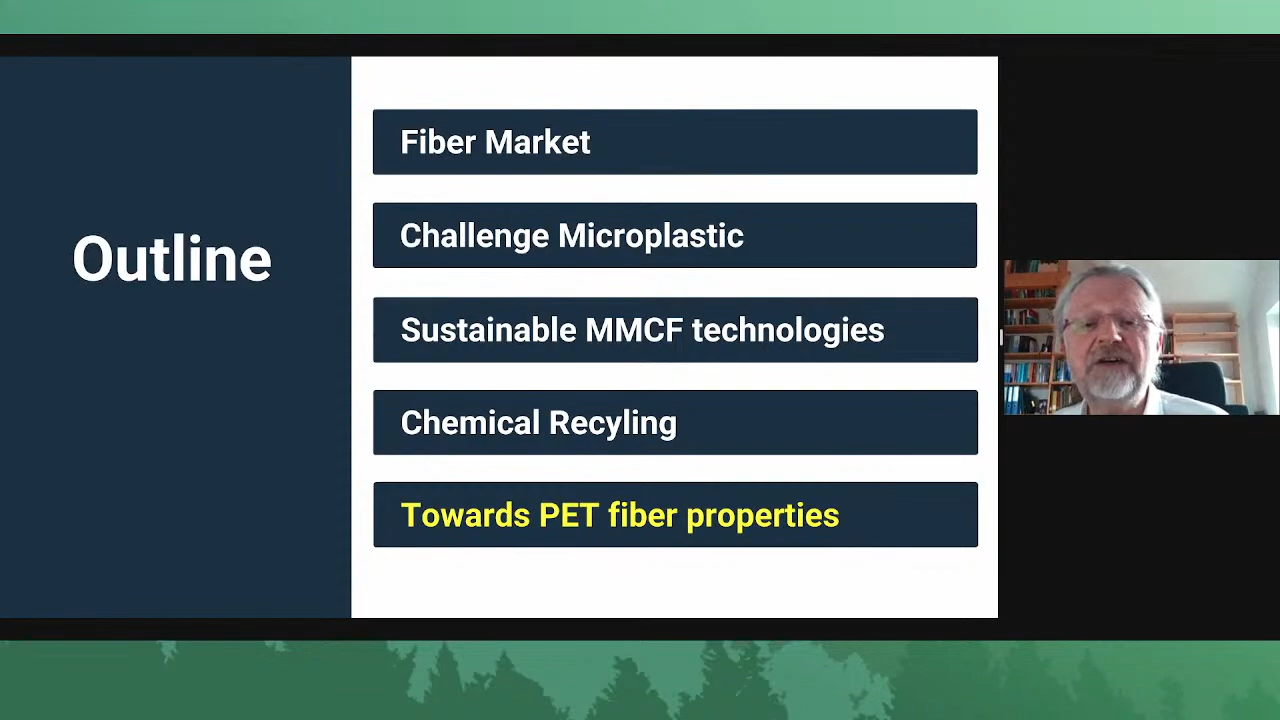 Outline
Fiber Market
Challenge Microplastic
Sustainable MMCF technologies
Chemical Recyling
Towards PET fiber properties